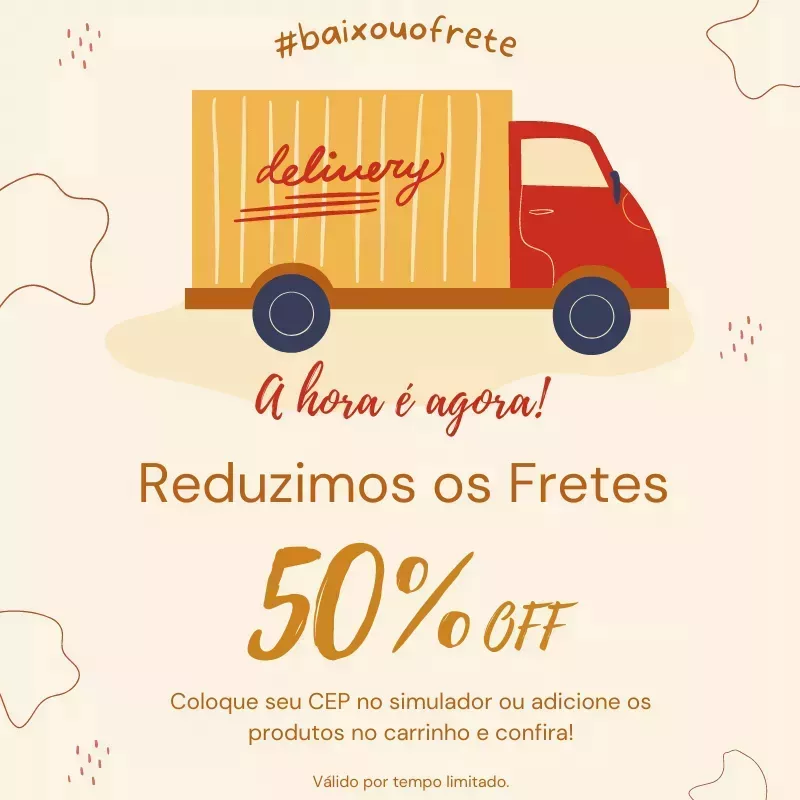 #baixouofrete
delivery
A hora é agora!
Reduzimos os Fretes
50% OFF
Coloque seu CEP no simulador ou adicione os
produtos no carrinho e confira!
Válido por tempo limitado.